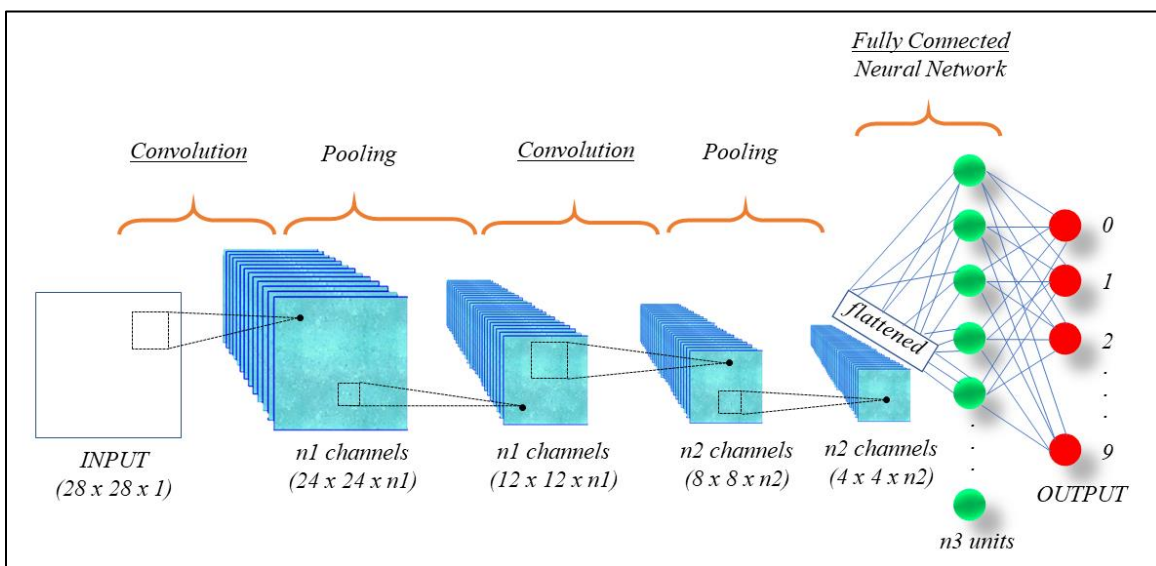 Fully Connected
Neural Network
Convolution
Pooling
Convolution
Pooling
flattened
0
1
2
.
.
.
9
OUTPUT
INPUT
(28 x 28 x 1)
n1 channels
(24 x 24 x n1)
n1 channels
(12 x 12 x n1)
n2 channels
(8 x 8 x n2)
n2 channels
(4 x 4 x n2)
.
.
.
n3 units